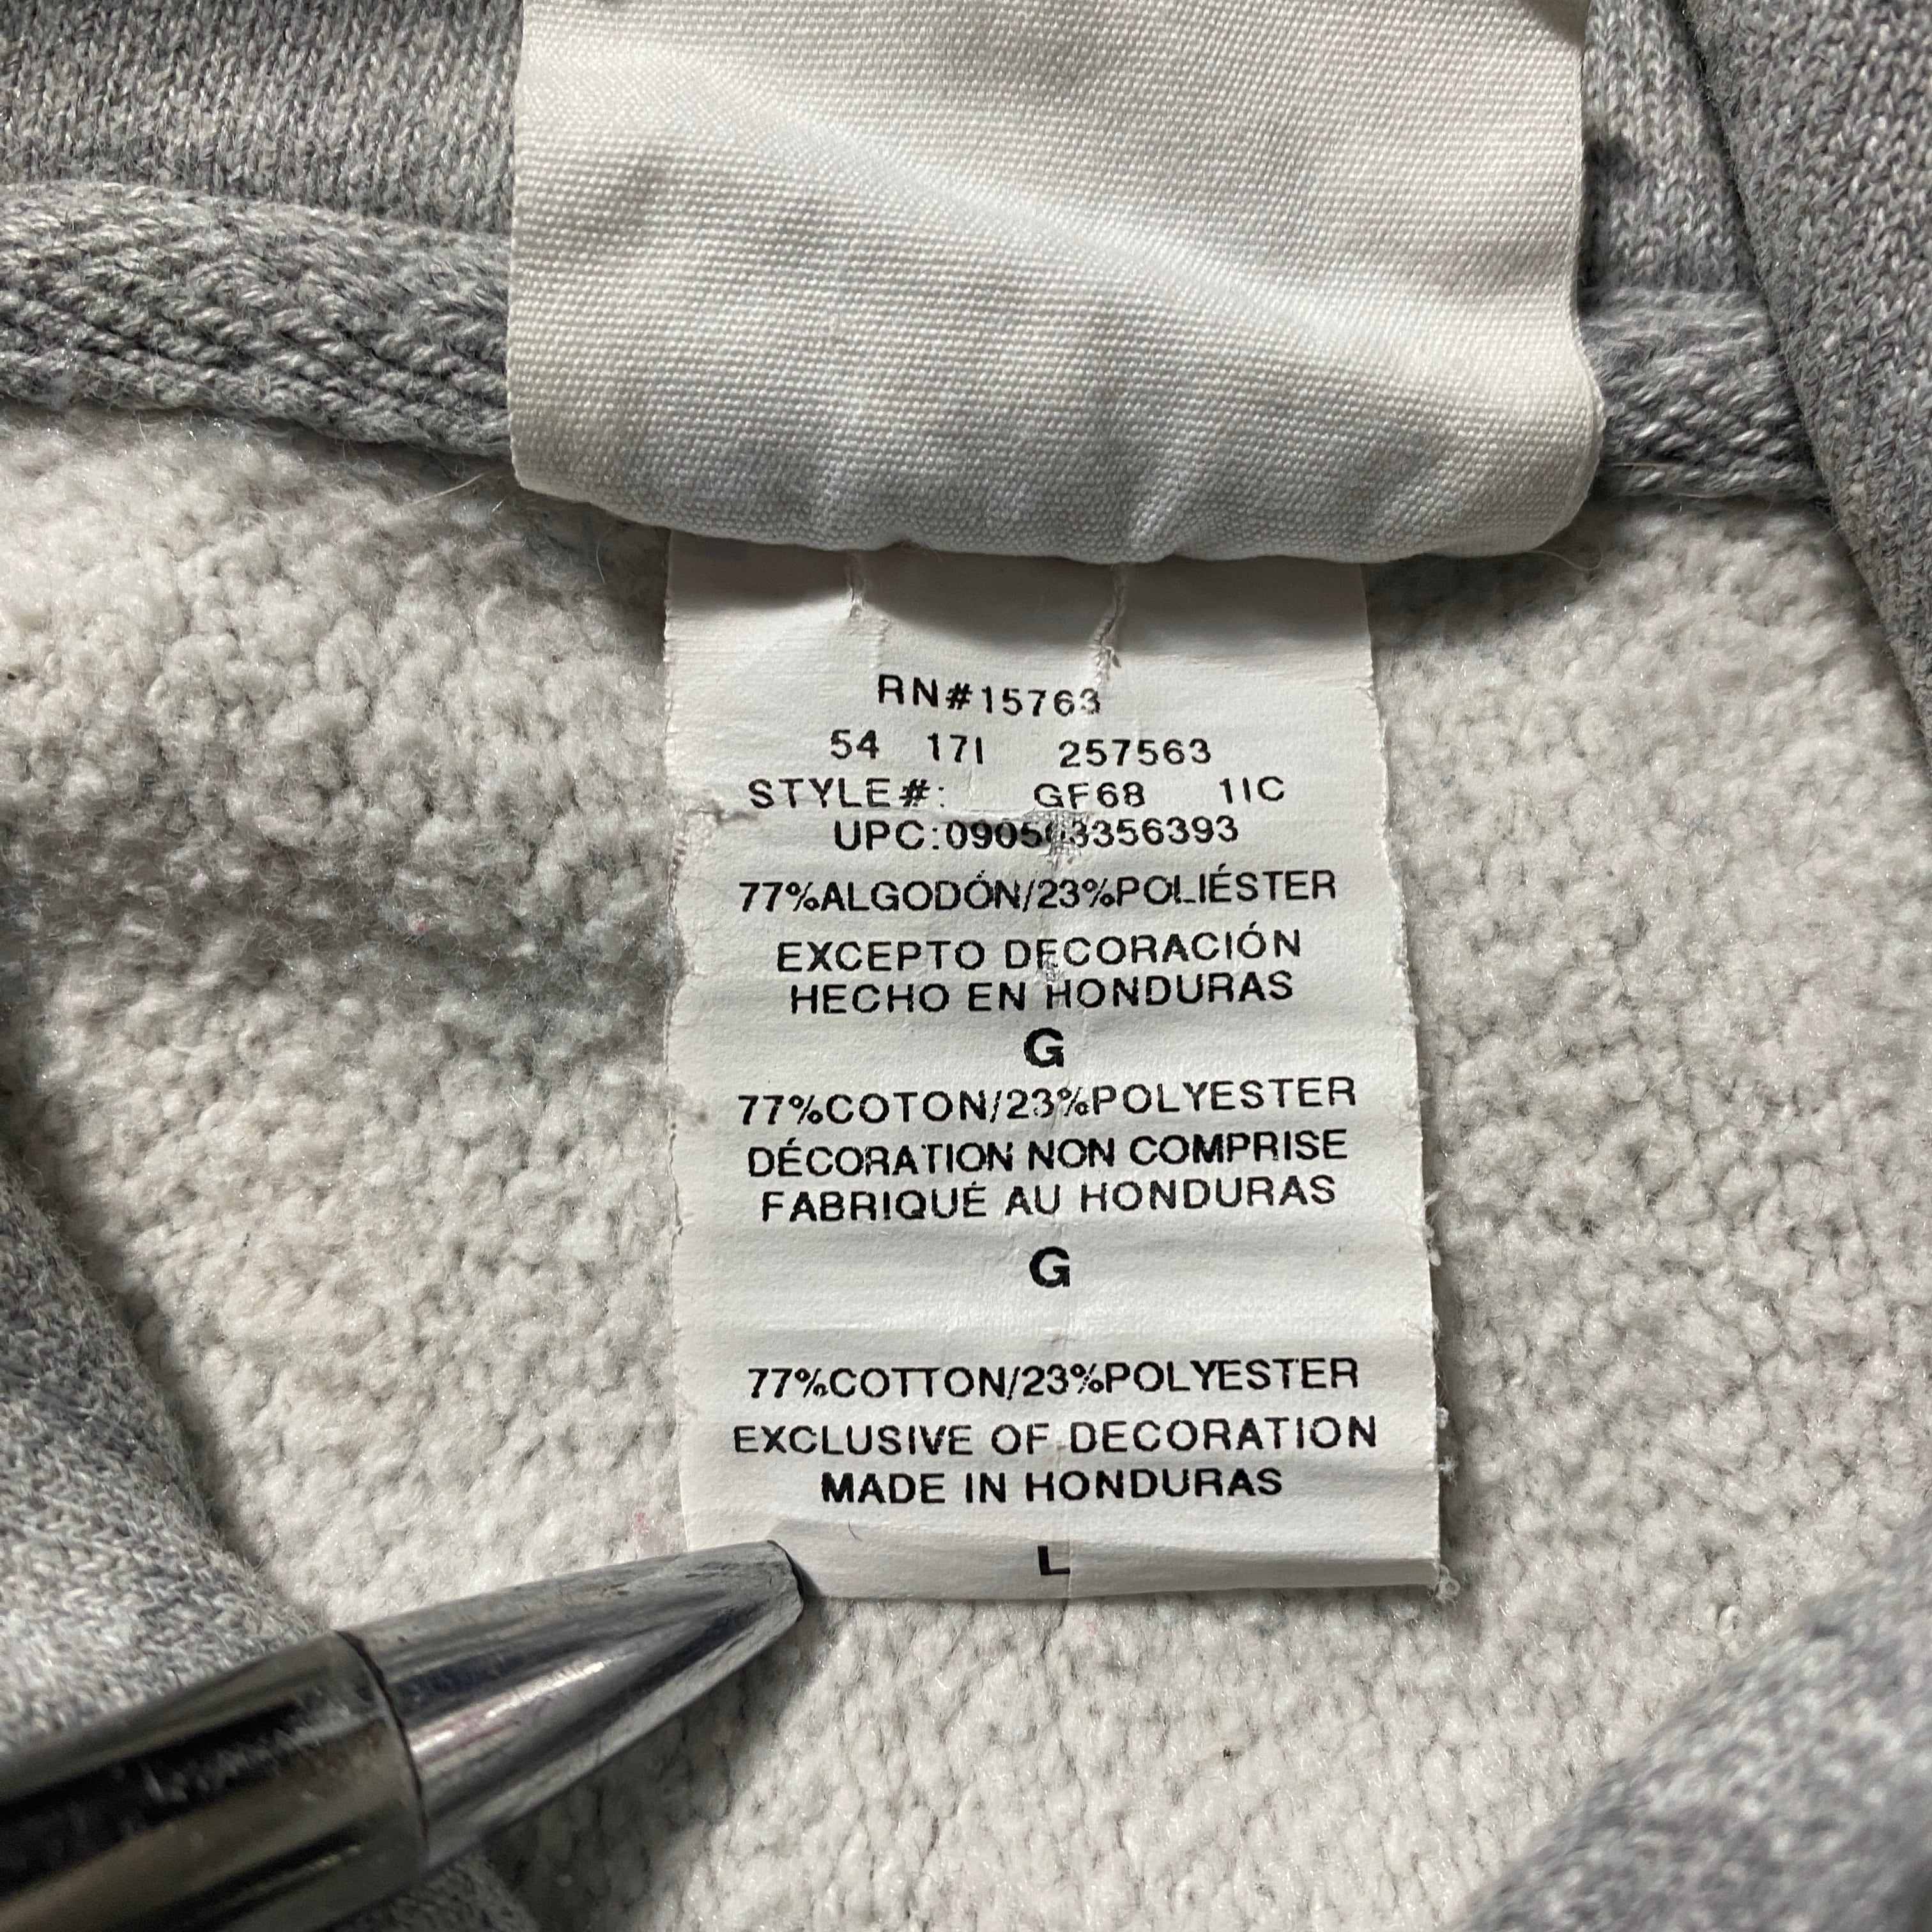 RN#15763
54 17I 257563
STYLE#: GF68 1IC
77%ALGODÓN/23%POLIÉSTER
EXCEPTO DECORACIÓN
HECHO EN HONDURAS
G
77%COTON/23%POLYESTER
DÉCORATION NON COMPRISE
FABRIQUÉ AU HONDURAS
G
77%COTTON/23%POLYESTER
EXCLUSIVE OF DECORATION
MADE IN HONDURAS
L